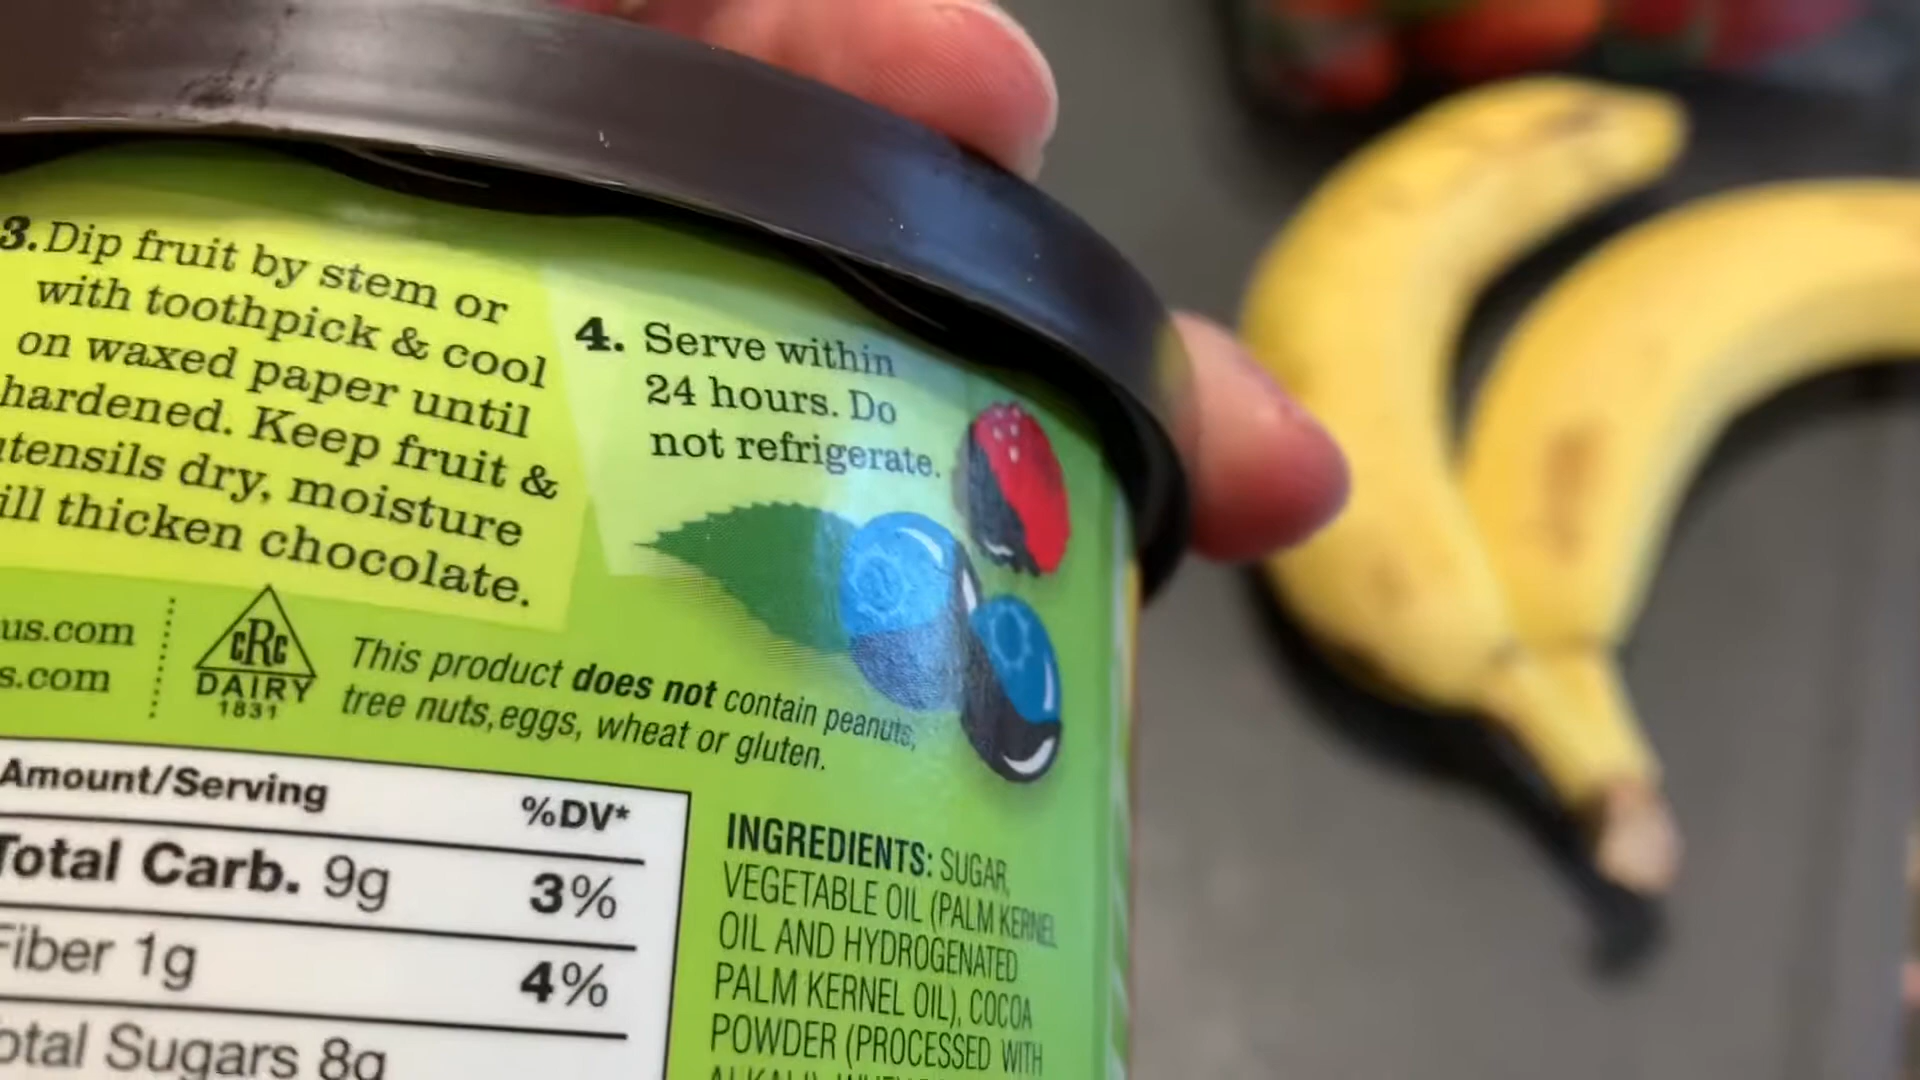 3. Dip fruit by stem or
with toothpick & cool
on waxed paper until
hardened. Keep fruit &
dry, moisture
thicken chocolate.
4. Serve within
24 hours. Do
not refrigerate.
us.com
s.com
cRc
DAIRY
1831
This product does not contain peanuts,
tree nuts, eggs, wheat or gluten.
Amount/Serving %DV*
Total Carb. 9g 3%
Fiber 1g 4%
Total Sugars 8g
INGREDIENTS: SUGAR,
VEGETABLE OIL (PALM KERNEL
OIL AND HYDROGENATED
PALM KERNEL OIL), COCOA
POWDER (PROCESSED WITH